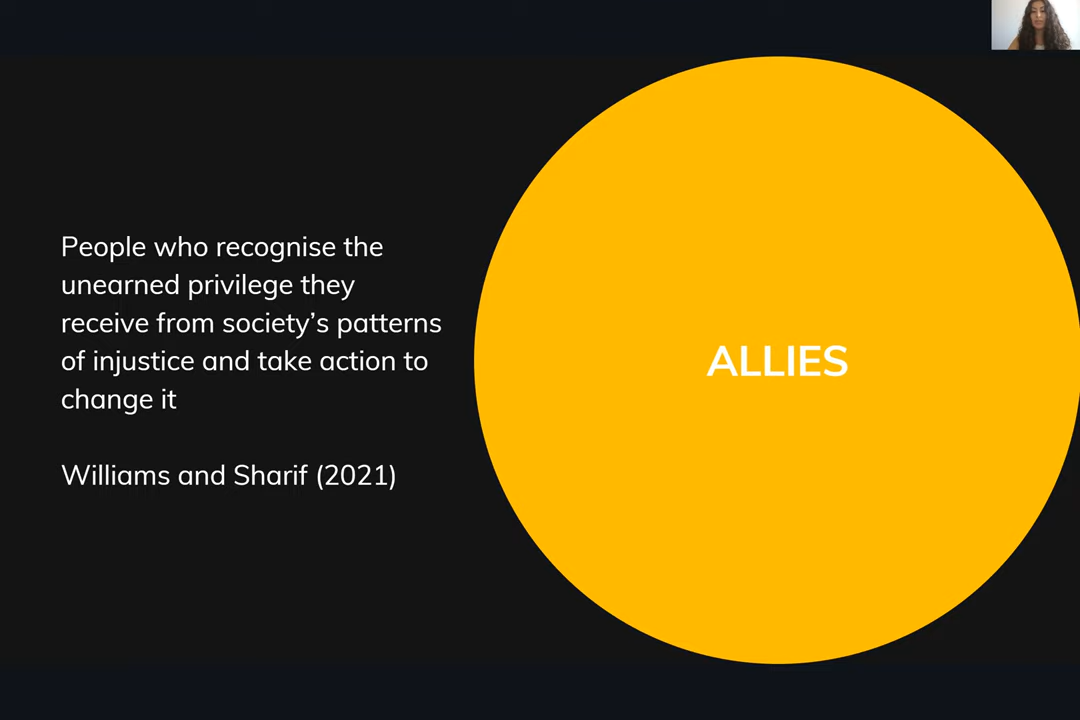 People who recognise the
unearned privilege they
receive from society’s patterns
of injustice and take action to
change it
Williams and Sharif (2021)
ALLIES